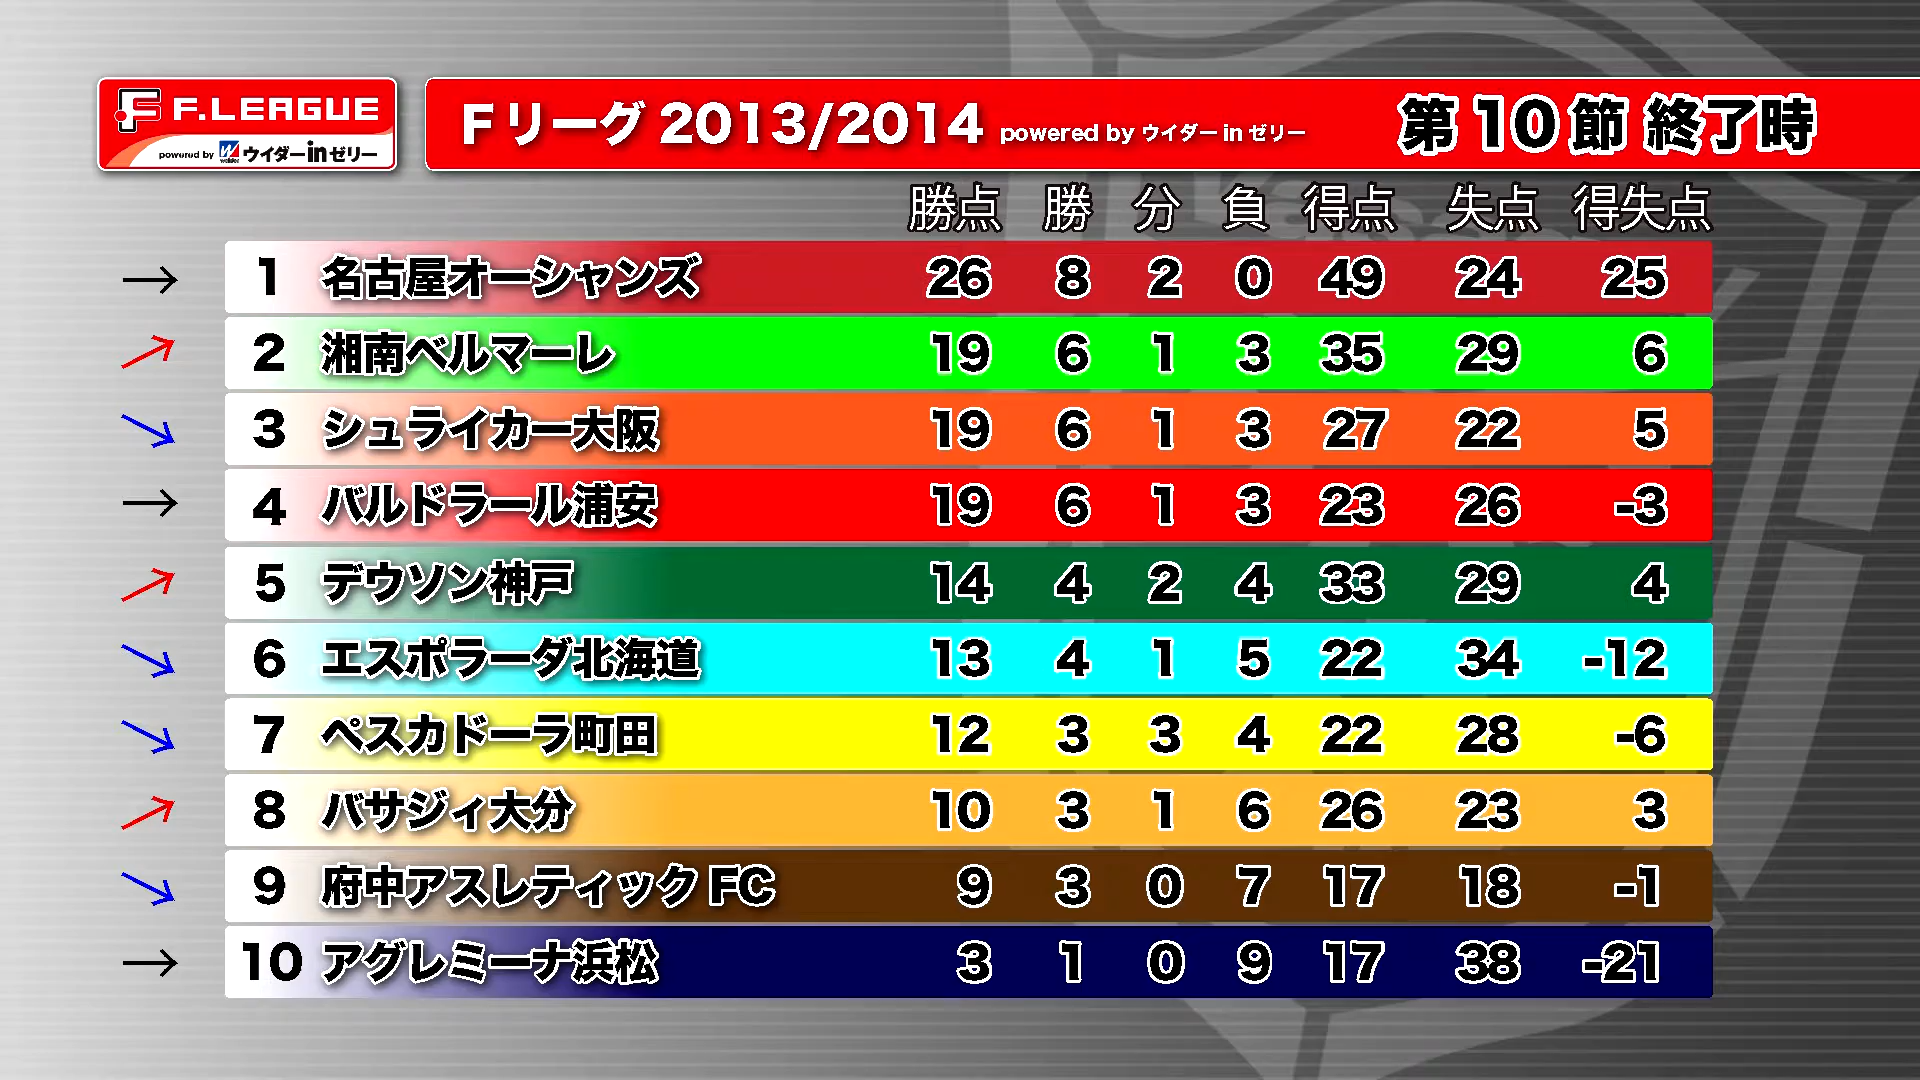 F.LEAGUE
powered by weider ウイダーinゼリー
Fリーグ 2013/2014 powered by ウイダー in ゼリー 第10節 終了時
勝点 勝 分 負 得点 失点 得失点
→ 1 名古屋オーシャンズ 26 8 2 0 49 24 25
↗ 2 湘南ベルマーレ 19 6 1 3 35 29 6
↘ 3 シュライカー大阪 19 6 1 3 27 22 5
→ 4 バルドラール浦安 19 6 1 3 23 26 -3
↗ 5 デウソン神戸 14 4 2 4 33 29 4
↘ 6 エスポラーダ北海道 13 4 1 5 22 34 -12
↘ 7 ペスカドーラ町田 12 3 3 4 22 28 -6
↗ 8 バサジィ大分 10 3 1 6 26 23 3
↘ 9 府中アスレティックFC 9 3 0 7 17 18 -1
→ 10 アグレミーナ浜松 3 1 0 9 17 38 -21